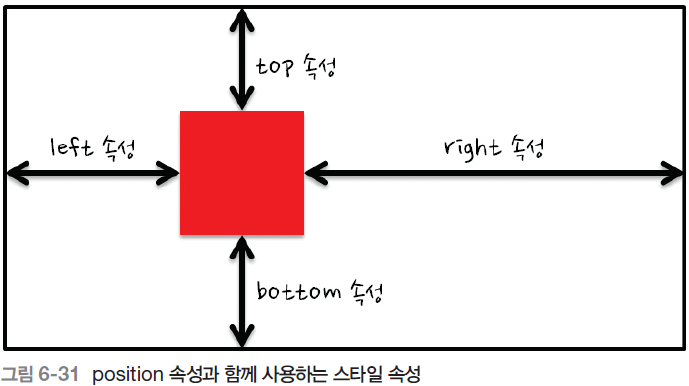 top 속성
left 속성
right 속성
bottom 속성
그림 6-31 position 속성과 함께 사용하는 스타일 속성